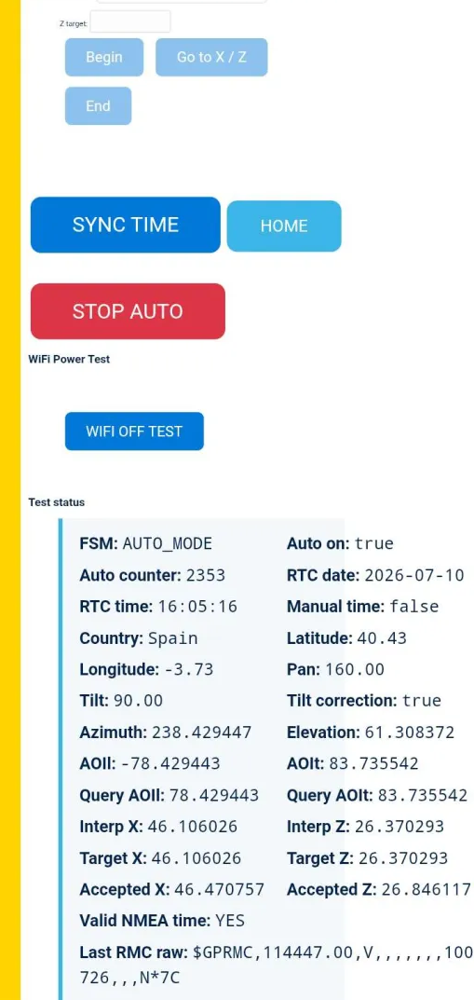 Z target:
Begin Go to X / Z
End
SYNC TIME HOME
STOP AUTO
WiFi Power Test
WIFI OFF TEST
Test status
FSM: AUTO_MODE Auto on: true
Auto counter: 2353 RTC date: 2026-07-10
RTC time: 16:05:16 Manual time: false
Country: Spain Latitude: 40.43
Longitude: -3.73 Pan: 160.00
Tilt: 90.00 Tilt correction: true
Azimuth: 238.429447 Elevation: 61.308372
AOIl: -78.429443 AOIt: 83.735542
Query AOIl: 78.429443 Query AOIt: 83.735542
Interp X: 46.106026 Interp Z: 26.370293
Target X: 46.106026 Target Z: 26.370293
Accepted X: 46.470757 Accepted Z: 26.846117
Valid NMEA time: YES
Last RMC raw: $GPRMC,114447.00,V,,,,,,,100
726,,,N*7C